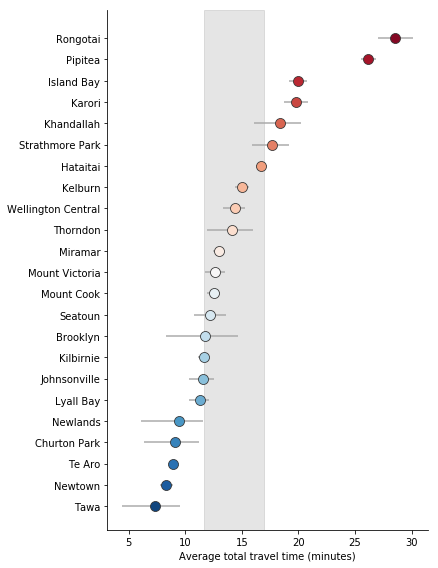 Rongotai
Pipitea
Island Bay
Karori
Khandallah
Strathmore Park
Hataitai
Kelburn
Wellington Central
Thorndon
Miramar
Mount Victoria
Mount Cook
Seatoun
Brooklyn
Kilbirnie
Johnsonville
Lyall Bay
Newlands
Churton Park
Te Aro
Newtown
Tawa
5 10 15 20 25 30
Average total travel time (minutes)